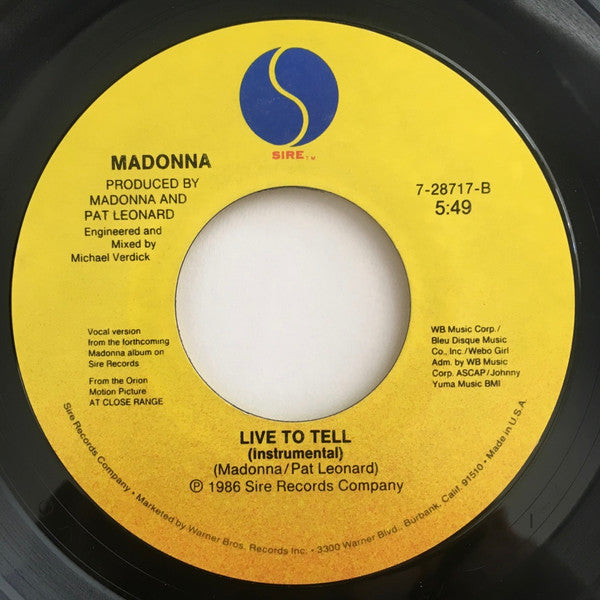 SIRE™
MADONNA
PRODUCED BY
MADONNA AND
PAT LEONARD
Engineered and
Mixed by
Michael Verdick
7-28717-B
5:49
Vocal version
from the forthcoming
Madonna album on
Sire Records
From the Orion
Motion Picture
AT CLOSE RANGE
WB Music Corp./
Bleu Disque Music
Co., Inc./Webo Girl
Adm. by WB Music
Corp. ASCAP/Johnny
Yuma Music BMI
LIVE TO TELL
(Instrumental)
(Madonna/Pat Leonard)
℗ 1986 Sire Records Company
Sire Records Company • Marketed by Warner Bros. Records Inc. • 3300 Warner Blvd., Burbank, Calif. 91510 • Made in U.S.A.